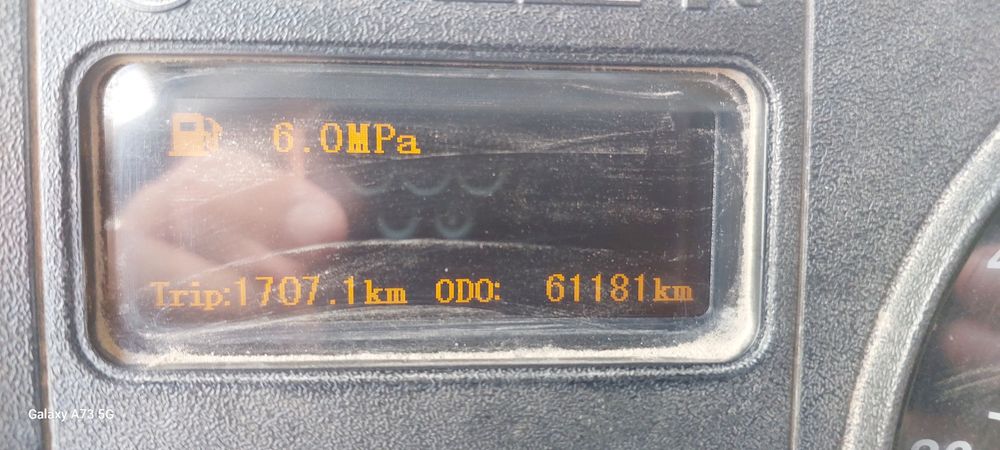 6.0MPa
Trip:1707.1km ODO: 61181km
Galaxy A73 5G